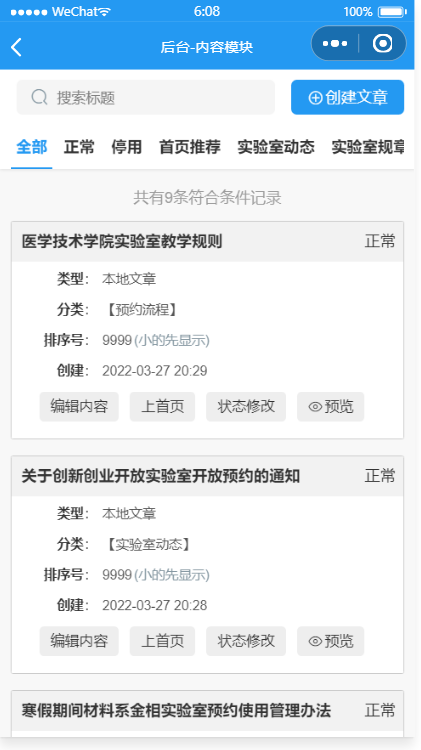 WeChat 6:08 100%
后台-内容模块
搜索标题 创建文章
全部 正常 停用 首页推荐 实验室动态 实验室规章
共有9条符合条件记录
医学技术学院实验室教学规则 正常
类型： 本地文章
分类： 【预约流程】
排序号： 9999 (小的先显示)
创建： 2022-03-27 20:29
编辑内容 上首页 状态修改 预览
关于创新创业开放实验室开放预约的通知 正常
类型： 本地文章
分类： 【实验室动态】
排序号： 9999 (小的先显示)
创建： 2022-03-27 20:28
编辑内容 上首页 状态修改 预览
寒假期间材料系金相实验室预约使用管理办法 正常